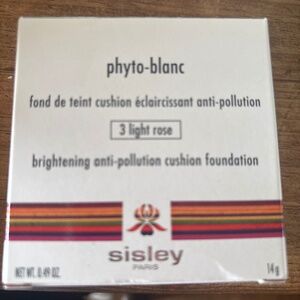 phyto-blanc
fond de teint cushion éclaircissant anti-pollution
3 light rose
brightening anti-pollution cushion foundation
sisley
PARIS
NET WT. 0.49 OZ. 14 g